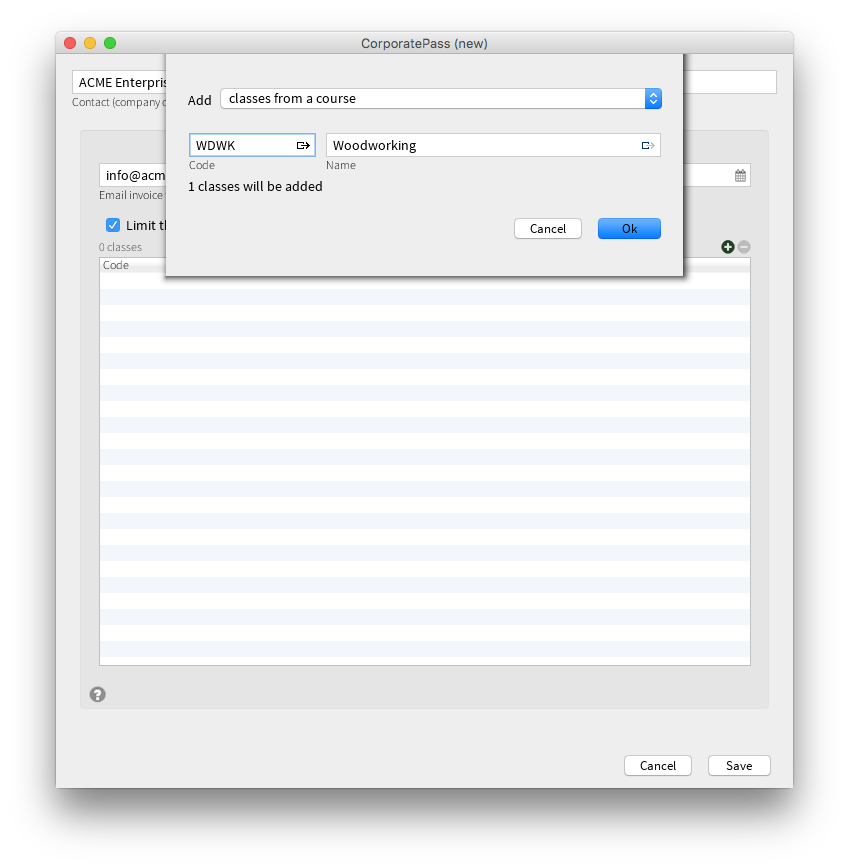 CorporatePass (new)
ACME Enterpris
Contact (company o
Add classes from a course
WDWK Woodworking
Code Name
1 classes will be added
info@acm
Email invoice
Limit th
Cancel Ok
0 classes
Code
Cancel Save